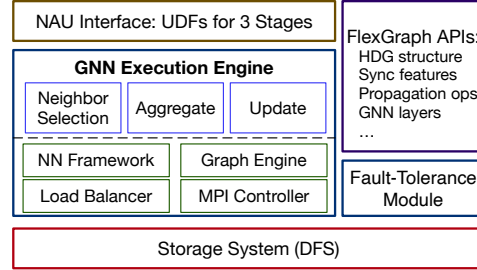 NAU Interface: UDFs for 3 Stages
GNN Execution Engine
Neighbor
Selection
Aggregate
Update
NN Framework
Graph Engine
Load Balancer
MPI Controller
FlexGraph APIs:
HDG structure
Sync features
Propagation ops
GNN layers
...
Fault-Tolerance
Module
Storage System (DFS)